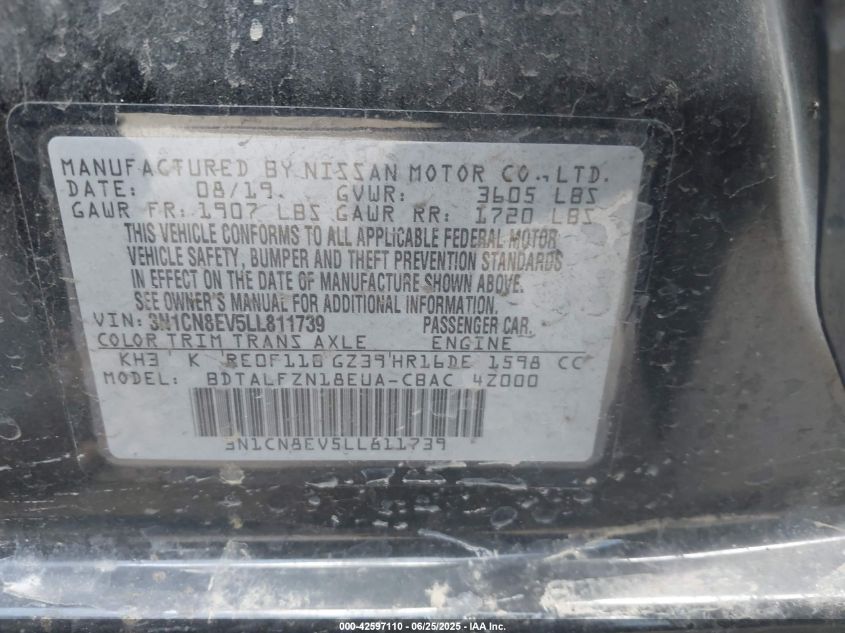 MANUFACTURED BY NISSAN MOTOR CO., LTD.
DATE: 08/19. GVWR: 3605 LBS
GAWR FR: 1907 LBS GAWR RR: 1720 LBS
THIS VEHICLE CONFORMS TO ALL APPLICABLE FEDERAL MOTOR
VEHICLE SAFETY, BUMPER AND THEFT PREVENTION STANDARDS
IN EFFECT ON THE DATE OF MANUFACTURE SHOWN ABOVE.
SEE OWNER'S MANUAL FOR ADDITIONAL INFORMATION.
VIN: 3N1CN8EV5LL811739 PASSENGER CAR.
COLOR TRIM TRANS AXLE ENGINE
KH3 K RE0F11B GZ39 HR16DE 1598 CC
MODEL: BDTALFZN18EUA-CBAC 4Z000
3N1CN8EV5LL811739
000-42597110 - 06/25/2025 - IAA Inc.